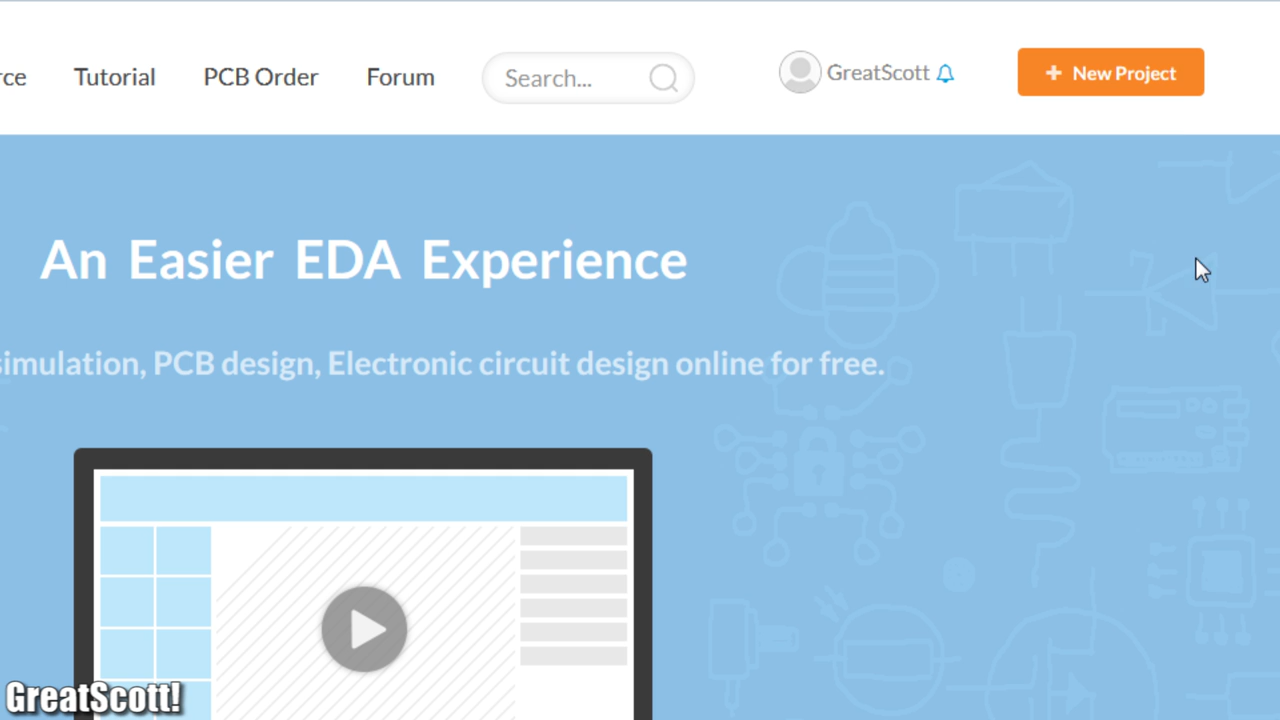 rce Tutorial PCB Order Forum Search... GreatScott + New Project
An Easier EDA Experience
simulation, PCB design, Electronic circuit design online for free.
GreatScott!